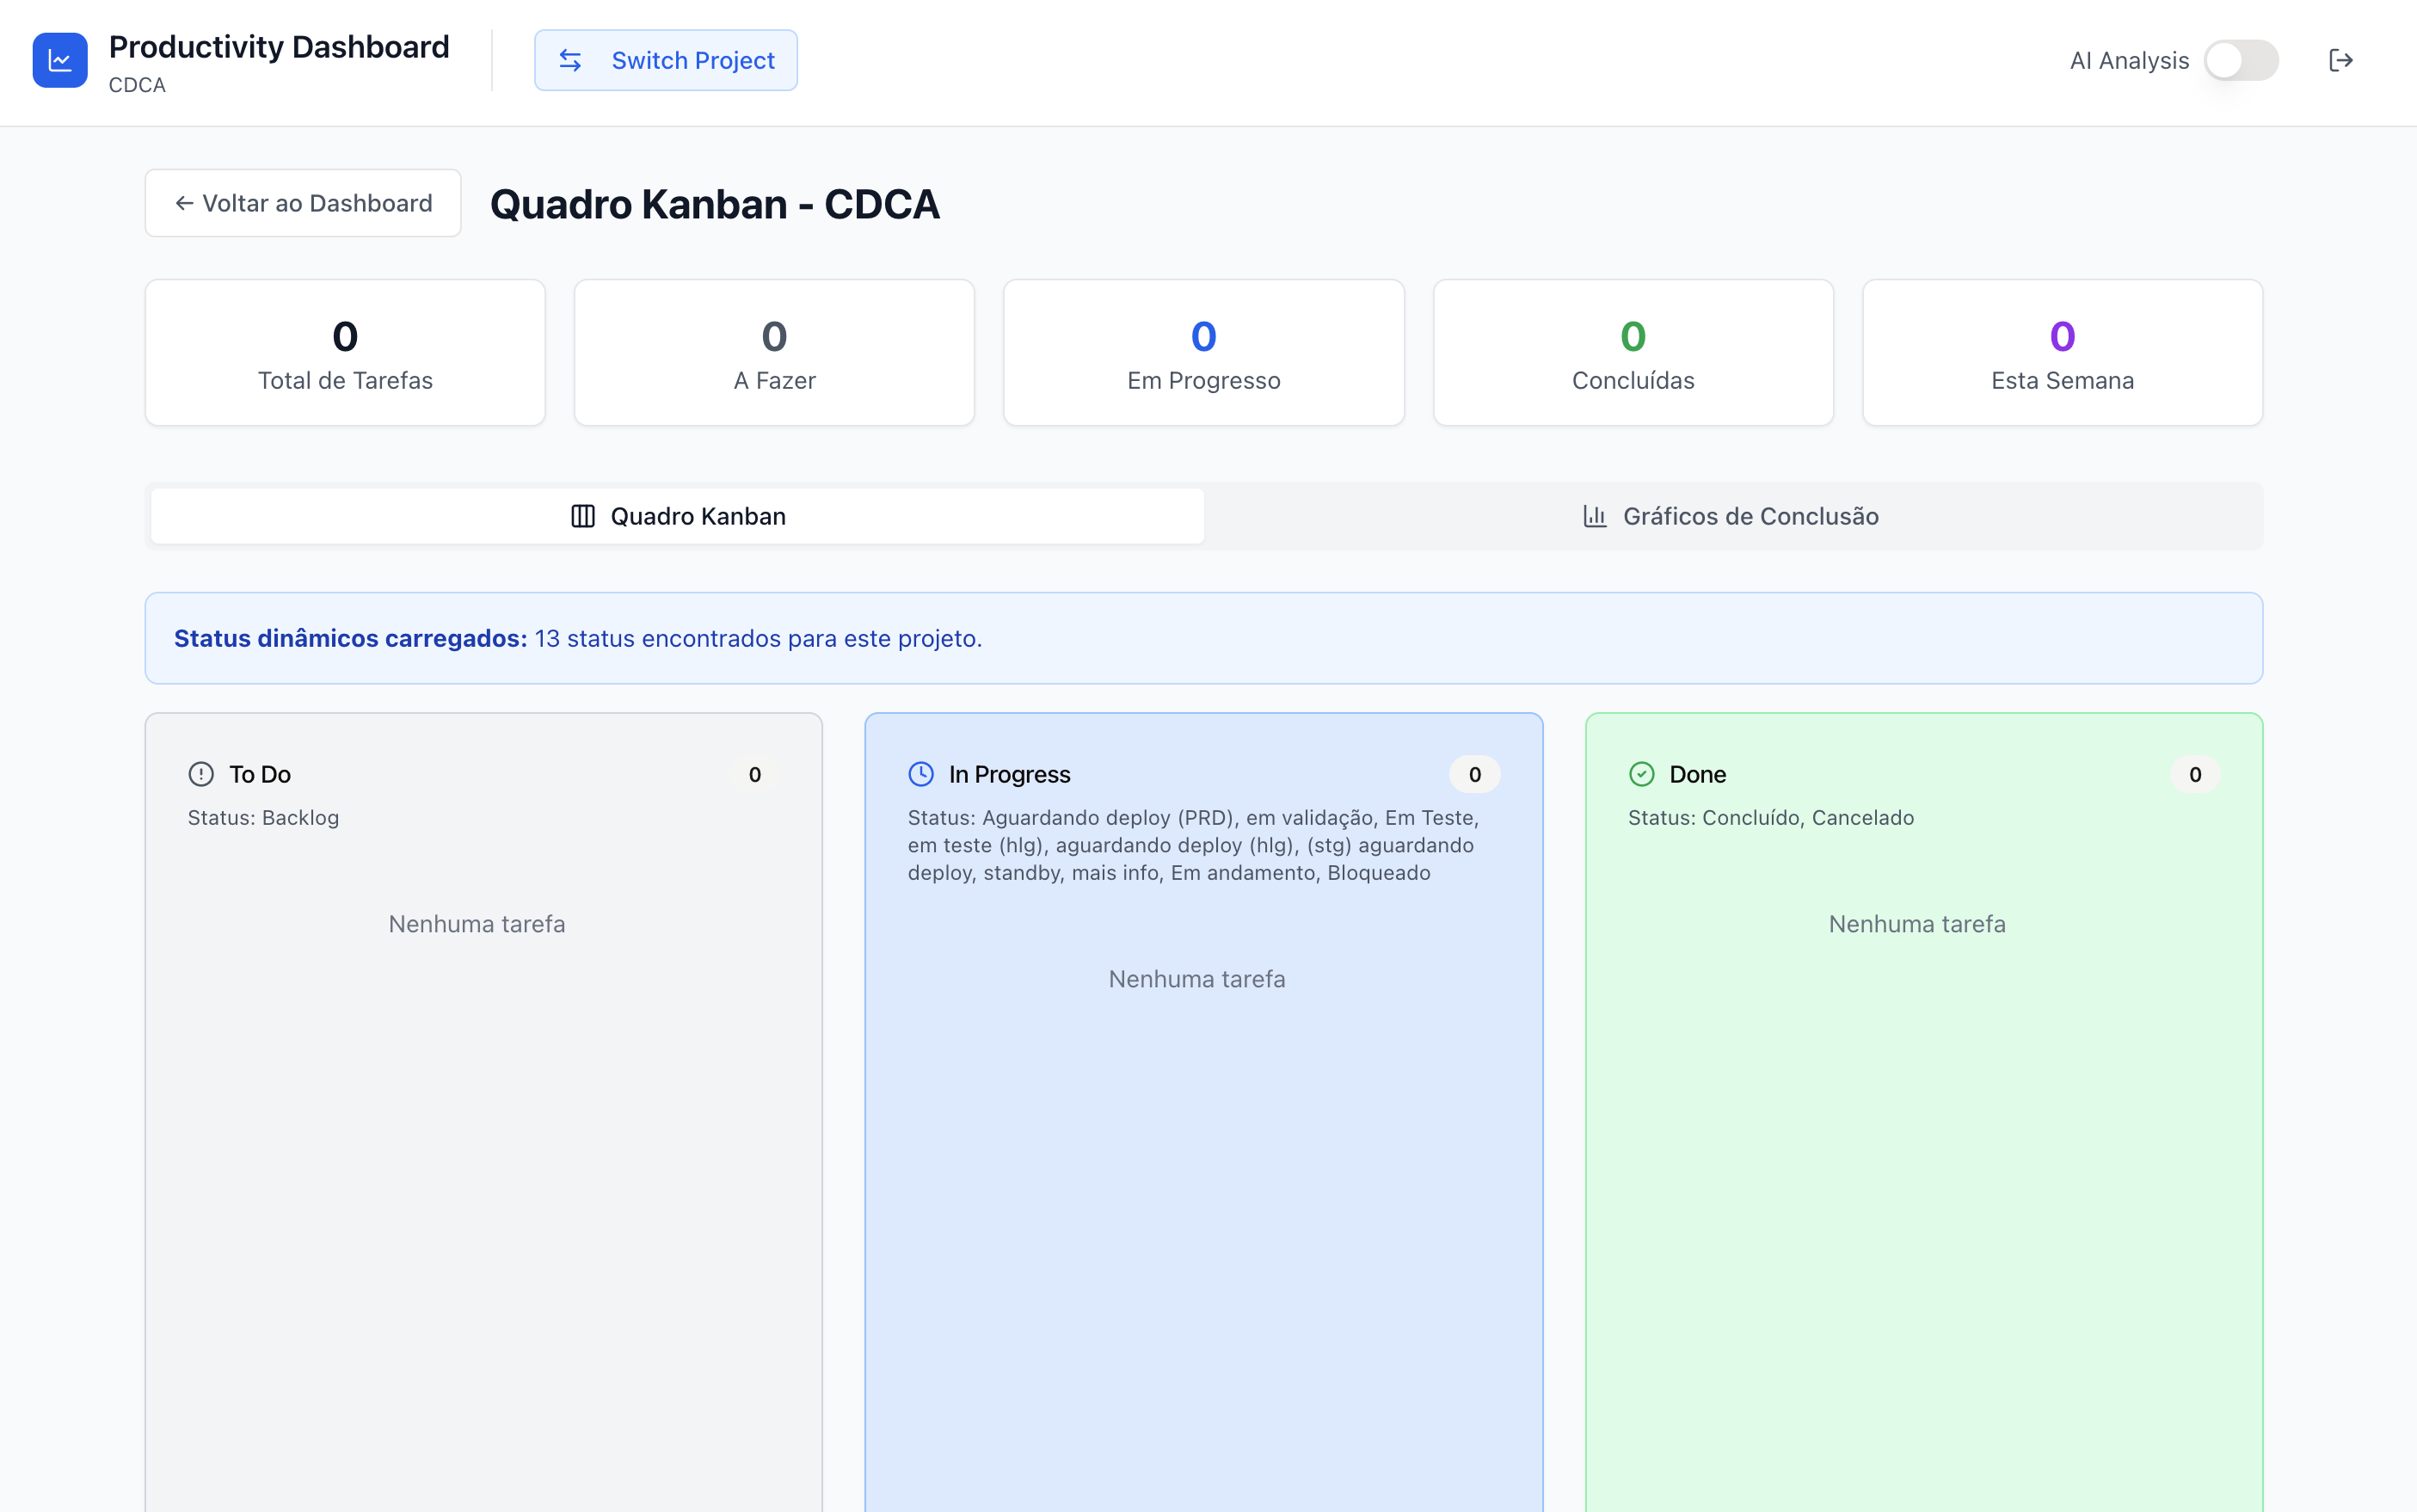 Productivity Dashboard
CDCA
Switch Project
AI Analysis
← Voltar ao Dashboard
Quadro Kanban - CDCA
0
Total de Tarefas
0
A Fazer
0
Em Progresso
0
Concluídas
0
Esta Semana
Quadro Kanban
Gráficos de Conclusão
Status dinâmicos carregados: 13 status encontrados para este projeto.
To Do
0
Status: Backlog
Nenhuma tarefa
In Progress
0
Status: Aguardando deploy (PRD), em validação, Em Teste,
em teste (hlg), aguardando deploy (hlg), (stg) aguardando
deploy, standby, mais info, Em andamento, Bloqueado
Nenhuma tarefa
Done
0
Status: Concluído, Cancelado
Nenhuma tarefa